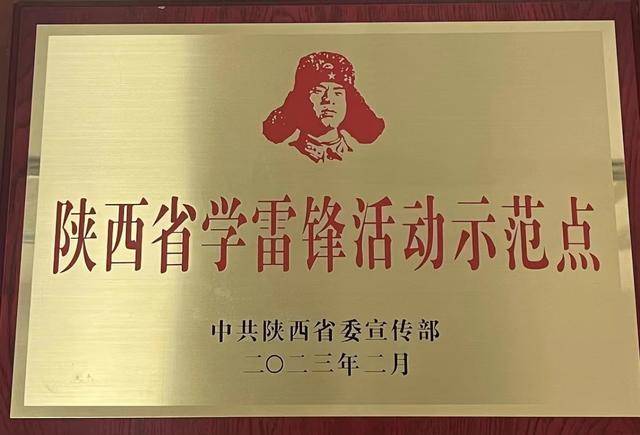 陕西省学雷锋活动示范点
中共陕西省委宣传部
二〇二三年二月